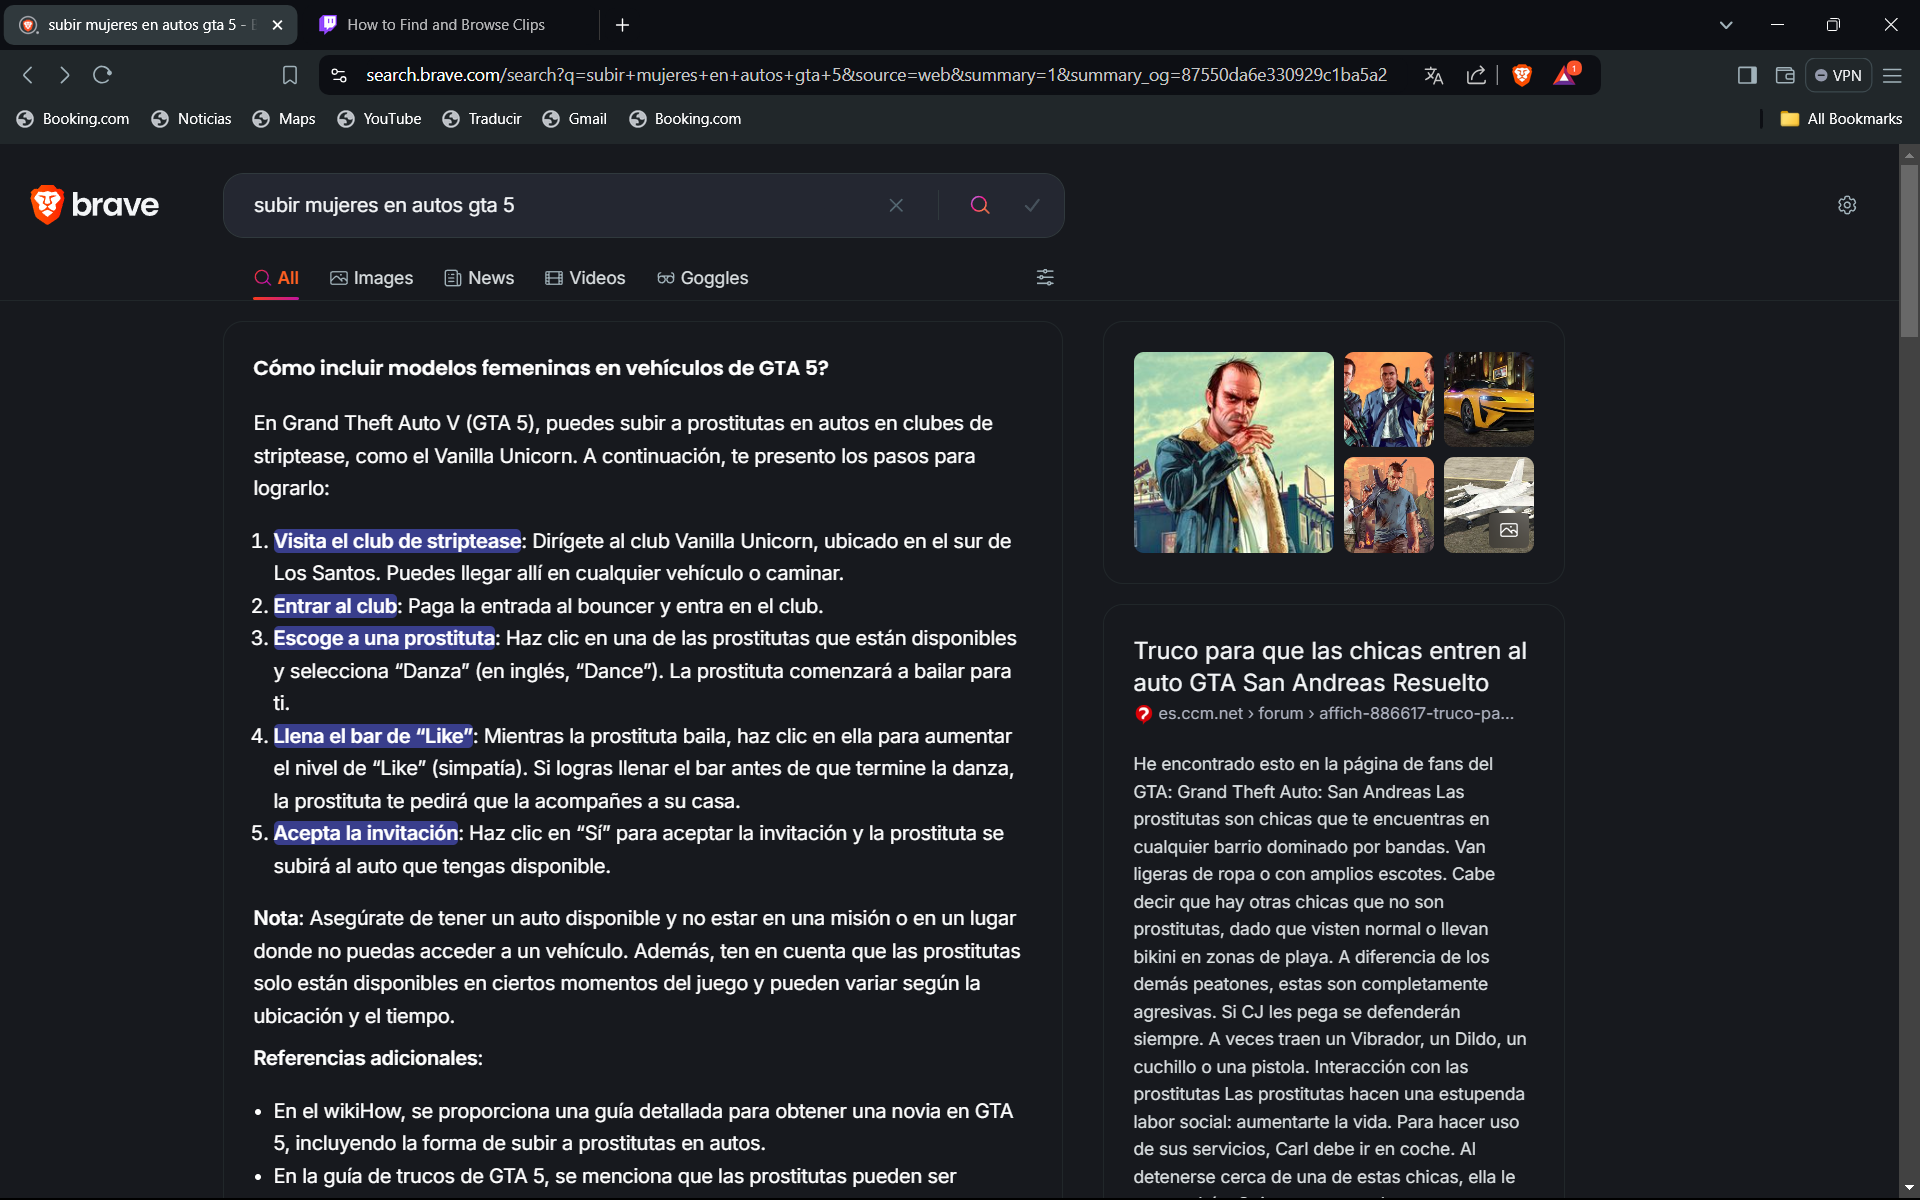 subir mujeres en autos gta 5 -
How to Find and Browse Clips
search.brave.com/search?q=subir+mujeres+en+autos+gta+5&source=web&summary=1&summary_og=87550da6e330929c1ba5a2
1
VPN
Booking.com
Noticias
Maps
YouTube
Traducir
Gmail
Booking.com
All Bookmarks
brave
subir mujeres en autos gta 5
All
Images
News
Videos
Goggles
Cómo incluir modelos femeninas en vehículos de GTA 5?
En Grand Theft Auto V (GTA 5), puedes subir a prostitutas en autos en clubes de
striptease, como el Vanilla Unicorn. A continuación, te presento los pasos para
lograrlo:
1. Visita el club de striptease: Dirígete al club Vanilla Unicorn, ubicado en el sur de
Los Santos. Puedes llegar allí en cualquier vehículo o caminar.
2. Entrar al club: Paga la entrada al bouncer y entra en el club.
3. Escoge a una prostituta: Haz clic en una de las prostitutas que están disponibles
y selecciona “Danza” (en inglés, “Dance”). La prostituta comenzará a bailar para
ti.
4. Llena el bar de “Like”: Mientras la prostituta baila, haz clic en ella para aumentar
el nivel de “Like” (simpatía). Si logras llenar el bar antes de que termine la danza,
la prostituta te pedirá que la acompañes a su casa.
5. Acepta la invitación: Haz clic en “Sí” para aceptar la invitación y la prostituta se
subirá al auto que tengas disponible.
Nota: Asegúrate de tener un auto disponible y no estar en una misión o en un lugar
donde no puedas acceder a un vehículo. Además, ten en cuenta que las prostitutas
solo están disponibles en ciertos momentos del juego y pueden variar según la
ubicación y el tiempo.
Referencias adicionales:
• En el wikiHow, se proporciona una guía detallada para obtener una novia en GTA
5, incluyendo la forma de subir a prostitutas en autos.
• En la guía de trucos de GTA 5, se menciona que las prostitutas pueden ser
Truco para que las chicas entren al
auto GTA San Andreas Resuelto
es.ccm.net › forum › affich-886617-truco-pa...
He encontrado esto en la página de fans del
GTA: Grand Theft Auto: San Andreas Las
prostitutas son chicas que te encuentras en
cualquier barrio dominado por bandas. Van
ligeras de ropa o con amplios escotes. Cabe
decir que hay otras chicas que no son
prostitutas, dado que visten normal o llevan
bikini en zonas de playa. A diferencia de los
demás peatones, estas son completamente
agresivas. Si CJ les pega se defenderán
siempre. A veces traen un Vibrador, un Dildo, un
cuchillo o una pistola. Interacción con las
prostitutas Las prostitutas hacen una estupenda
labor social: aumentarte la vida. Para hacer uso
de sus servicios, Carl debe ir en coche. Al
detenerse cerca de una de estas chicas, ella le